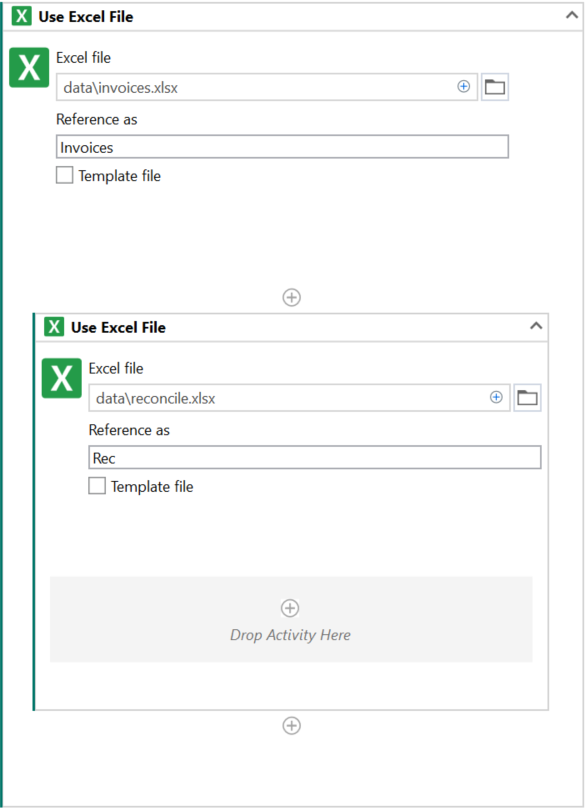 Use Excel File
Excel file
data\invoices.xlsx
Reference as
Invoices
Template file
Use Excel File
Excel file
data\reconcile.xlsx
Reference as
Rec
Template file
Drop Activity Here